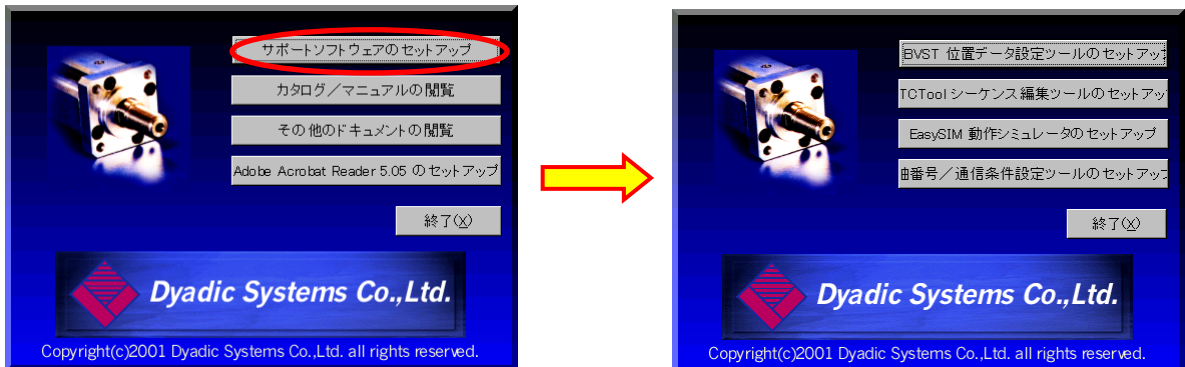 サポートソフトウェアのセットアップ
カタログ／マニュアルの閲覧
その他のドキュメントの閲覧
Adobe Acrobat Reader 5.05 のセットアップ
終了(X)
Dyadic Systems Co.,Ltd.
Copyright(c)2001 Dyadic Systems Co.,Ltd. all rights reserved.
BVST 位置データ設定ツールのセットアッ
TCTool シーケンス編集ツールのセットアッ
EasySIM 動作シミュレータのセットアップ
番号／通信条件設定ツールのセットアッ
終了(X)
Dyadic Systems Co.,Ltd.
Copyright(c)2001 Dyadic Systems Co.,Ltd. all rights reserved.